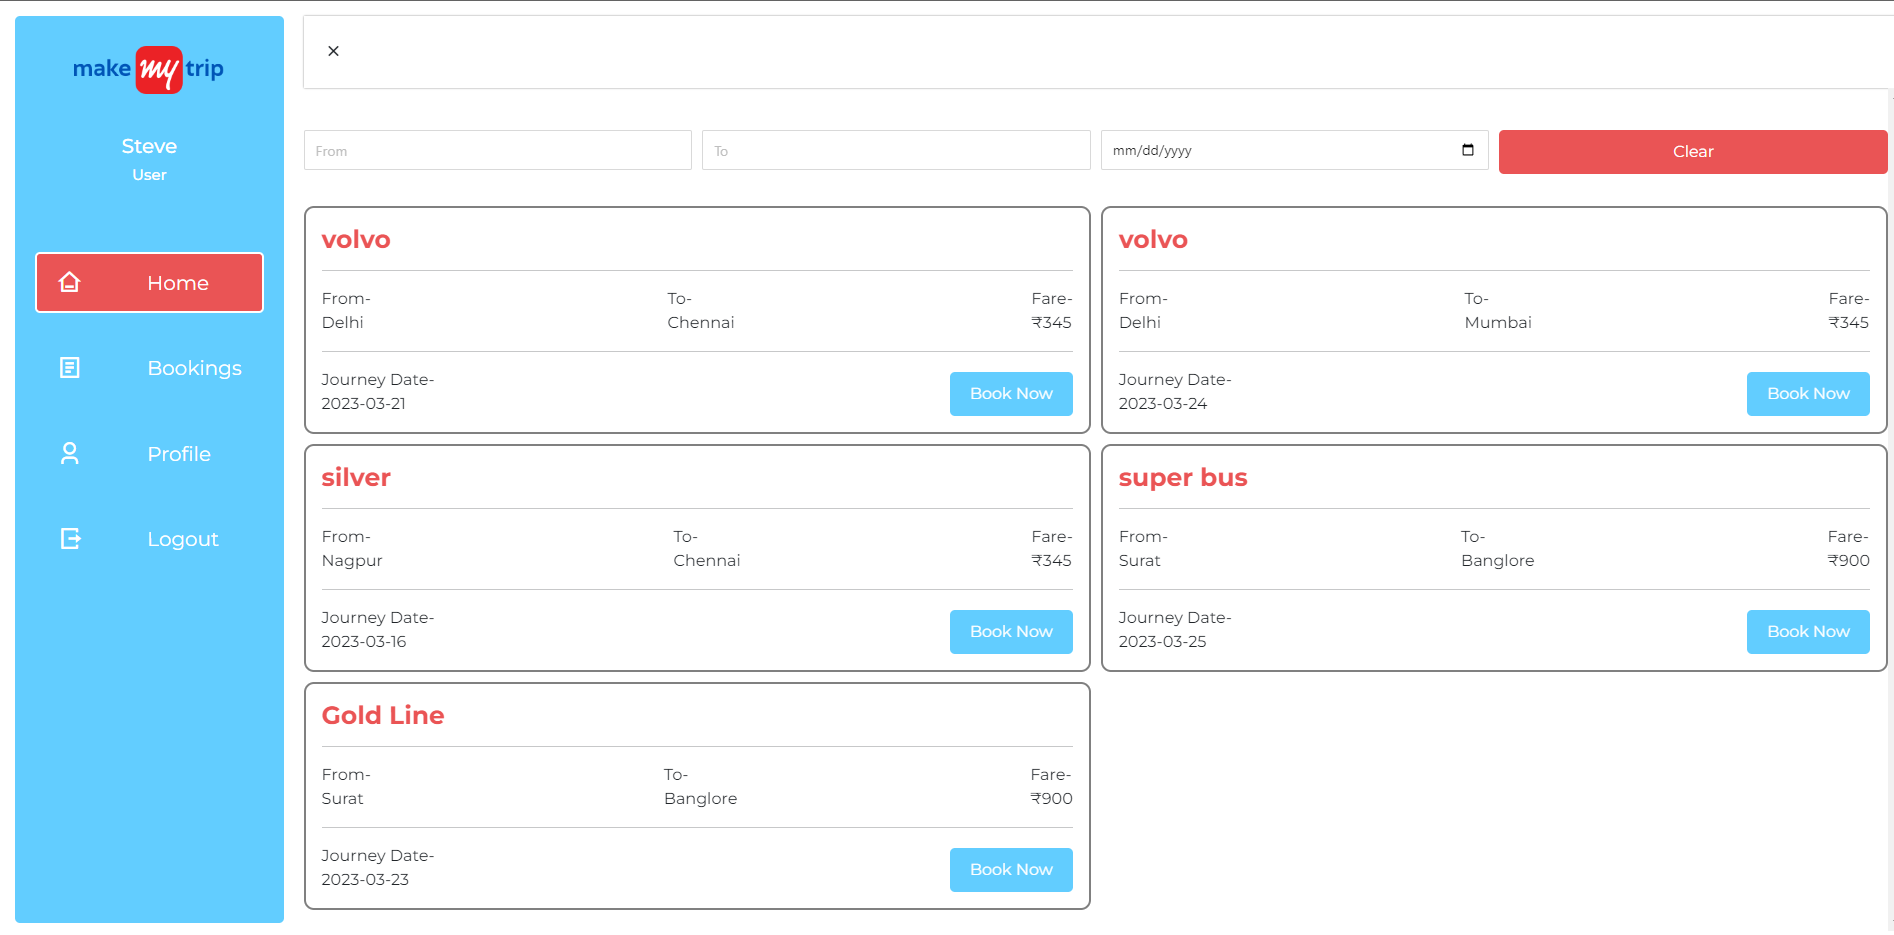 make my trip
Steve
User
Home
Bookings
Profile
Logout
From
To
mm/dd/yyyy
Clear
volvo
From- To- Fare-
Delhi Chennai ₹345
Journey Date-
2023-03-21
Book Now
volvo
From- To- Fare-
Delhi Mumbai ₹345
Journey Date-
2023-03-24
Book Now
silver
From- To- Fare-
Nagpur Chennai ₹345
Journey Date-
2023-03-16
Book Now
super bus
From- To- Fare-
Surat Banglore ₹900
Journey Date-
2023-03-25
Book Now
Gold Line
From- To- Fare-
Surat Banglore ₹900
Journey Date-
2023-03-23
Book Now